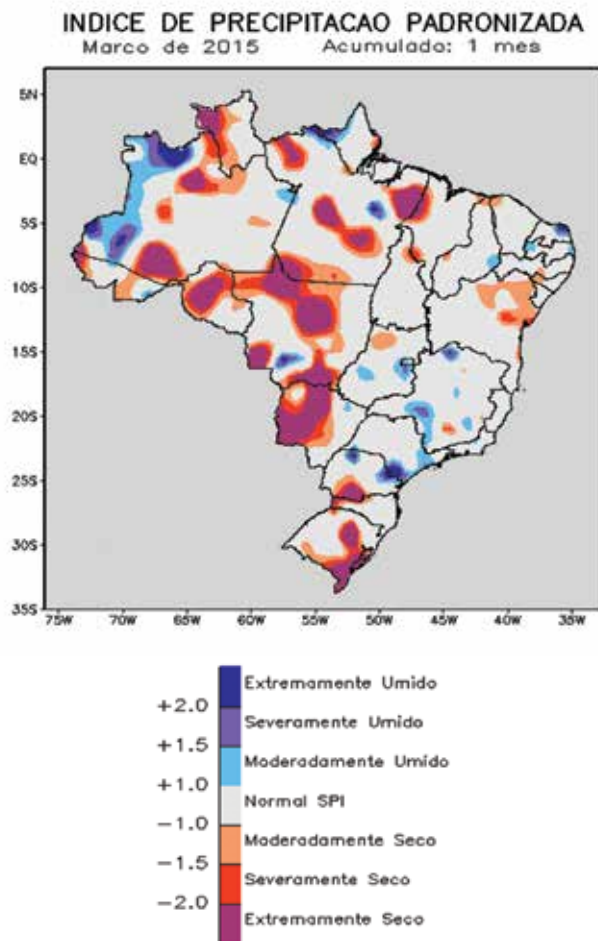 INDICE DE PRECIPITACAO PADRONIZADA
Marco de 2015 Acumulado: 1 mes
5N
EQ
5S
10S
15S
20S
25S
30S
35S
75W 70W 65W 60W 55W 50W 45W 40W 35W
Extremamente Umido
+2.0
Severamente Umido
+1.5
Moderadamente Umido
+1.0
Normal SPI
−1.0
Moderadamente Seco
−1.5
Severamente Seco
−2.0
Extremamente Seco